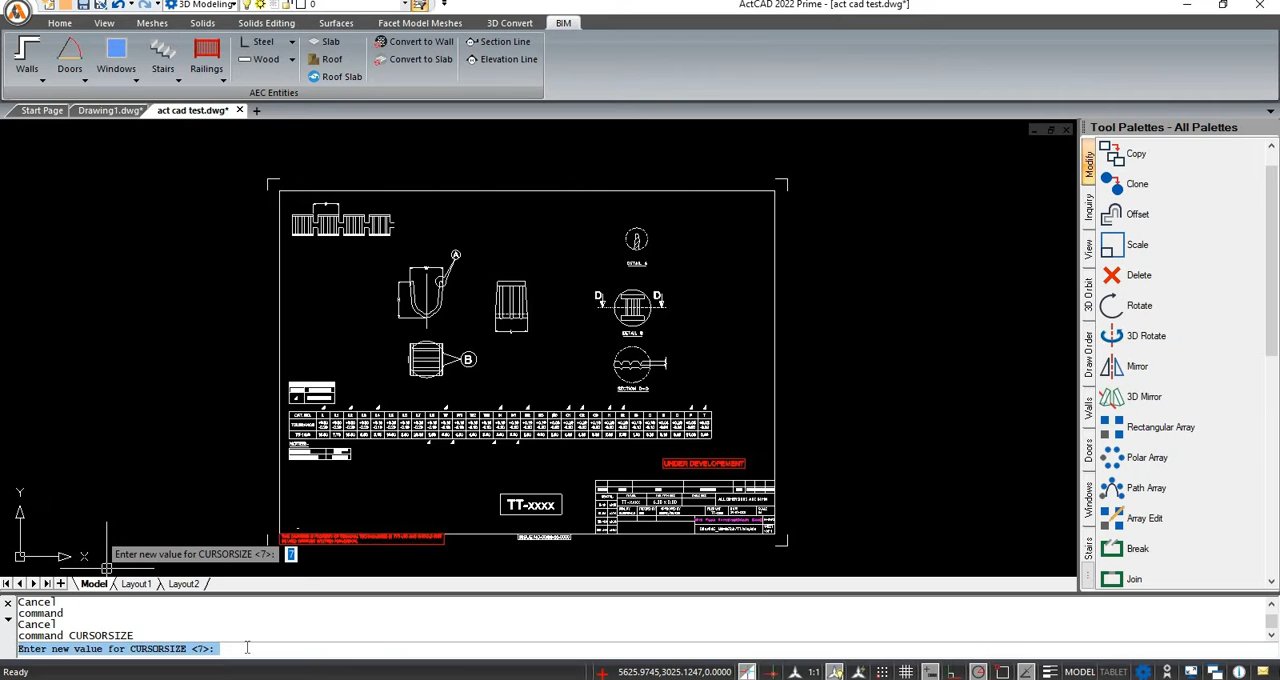 3D Modeling
0
ActCAD 2022 Prime - [act cad test.dwg*]
Home View Meshes Solids Solids Editing Surfaces Facet Model Meshes 3D Convert BIM
Walls Doors Windows Stairs Railings
Steel
Wood
Slab
Roof
Roof Slab
Convert to Wall
Convert to Slab
Section Line
Elevation Line
AEC Entities
Start Page Drawing1.dwg* act cad test.dwg*
Tool Palettes - All Palettes
Modify
Inquiry
View
3D Orbit
Draw Order
Walls
Doors
Windows
Stairs
Copy
Clone
Offset
Scale
Delete
Rotate
3D Rotate
Mirror
3D Mirror
Rectangular Array
Polar Array
Path Array
Array Edit
Break
Join
A
B
D D
DETAIL A
DETAIL B
SECTION D-D
UNDER DEVELOPEMENT
TT-xxxx
Y
X
Enter new value for CURSORSIZE <7>: 7
Model Layout1 Layout2
Cancel
command
Cancel
command CURSORSIZE
Enter new value for CURSORSIZE <7>:
Ready
5625.9745,3025.1247,0.0000
1:1
MODEL TABLET